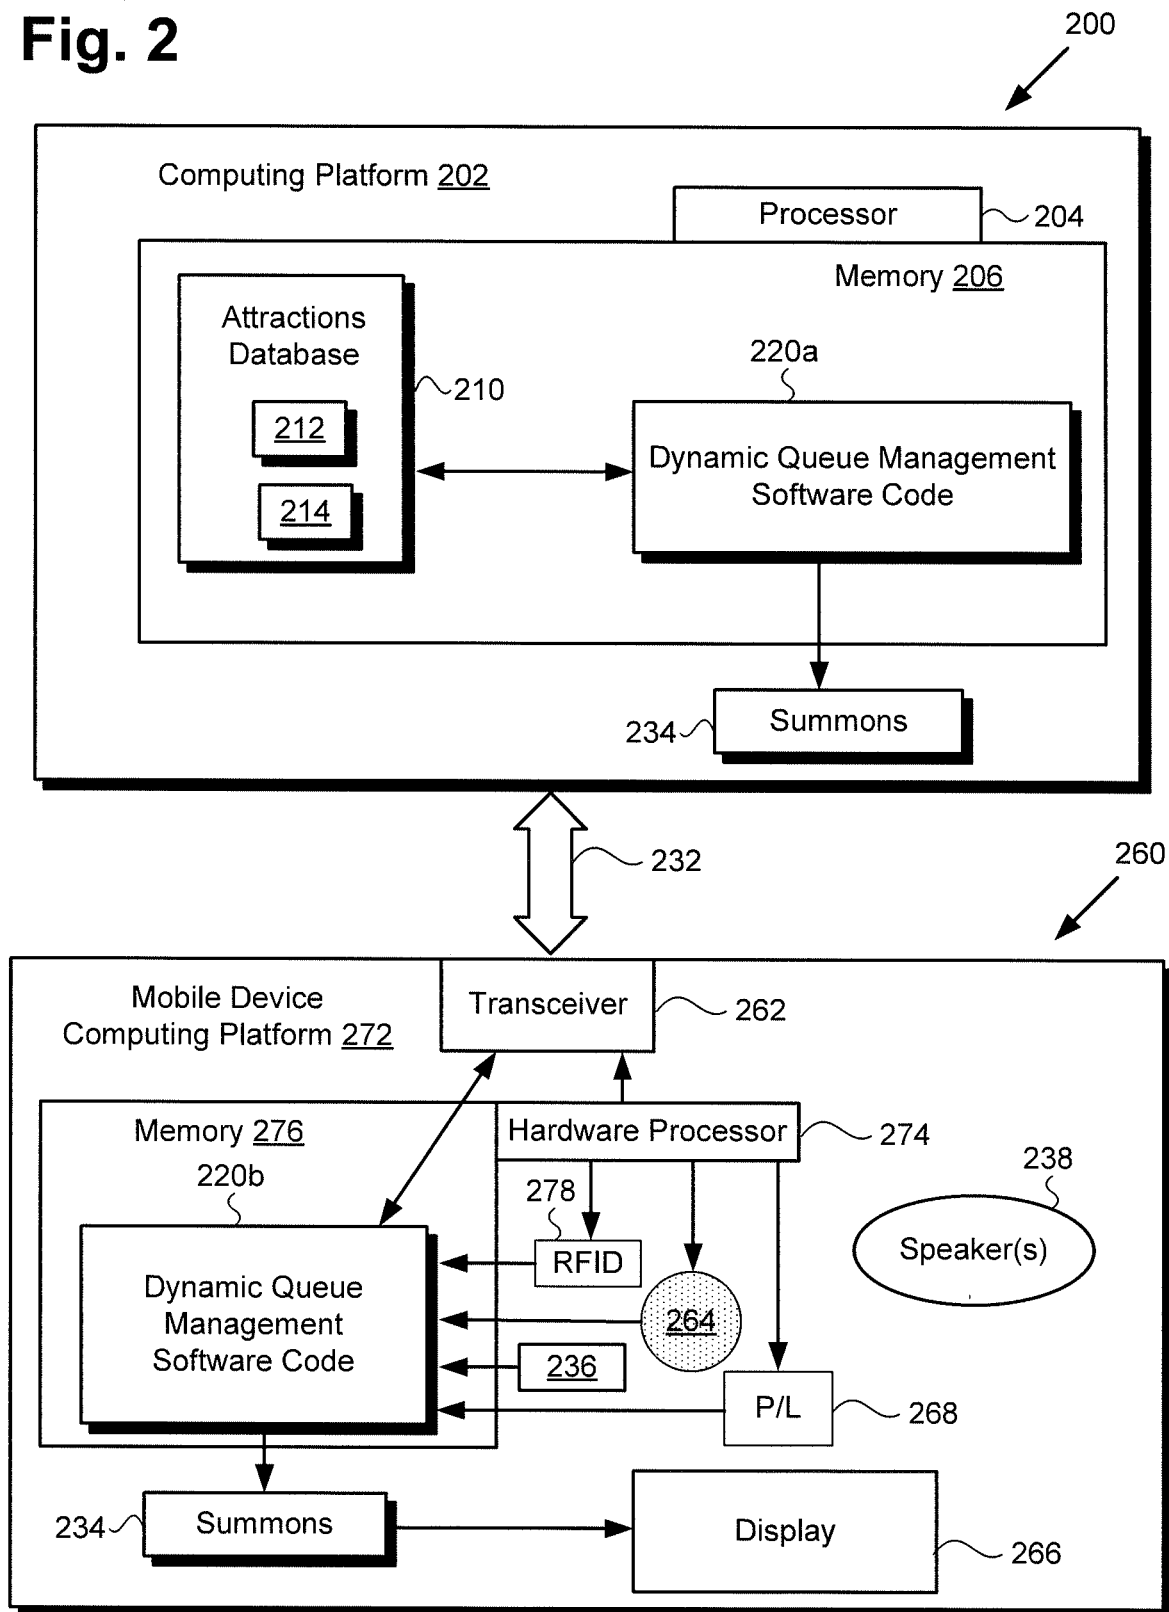 Fig. 2
200
Computing Platform 202
Processor
204
Memory 206
Attractions
Database
210
212
214
220a
Dynamic Queue Management
Software Code
234
Summons
232
260
Mobile Device
Computing Platform 272
Transceiver
262
Memory 276
Hardware Processor
274
220b
278
RFID
238
Speaker(s)
Dynamic Queue
Management
Software Code
264
236
P/L
268
234
Summons
Display
266